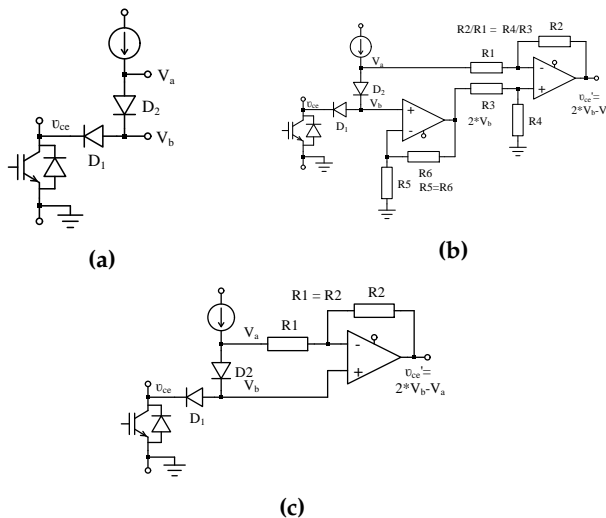 V_a
D_2
υ_ce
V_b
D_1
(a)
R2/R1 = R4/R3
R2
V_a
R1
D_2
υ_ce
V_b
R3
υ_ce'=
D_1
2*V_b
R4
2*V_b-V
R6
R5
R5=R6
(b)
R1 = R2
R2
V_a
R1
D2
υ_ce
V_b
υ_ce'=
2*V_b-V_a
D_1
(c)
-
+
+
-
-
+